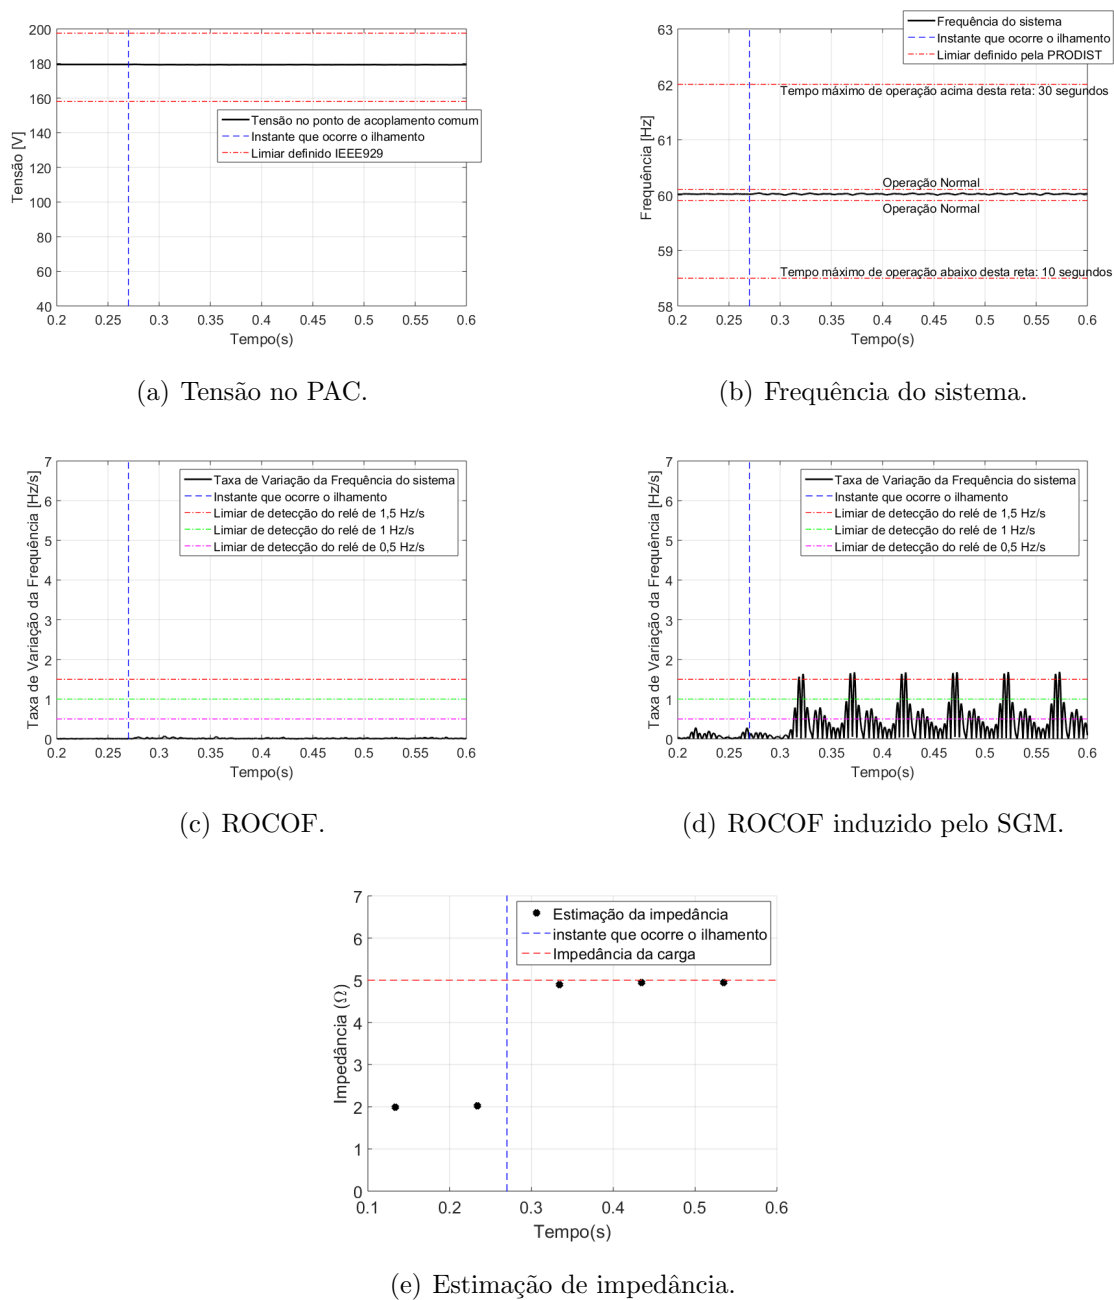 200
180
160
140
120
100
80
60
40
0.2 0.25 0.3 0.35 0.4 0.45 0.5 0.55 0.6
Tensão [V]
Tempo(s)
Tensão no ponto de acoplamento comum
Instante que ocorre o ilhamento
Limiar definido IEEE929
(a) Tensão no PAC.
Frequência do sistema
Instante que ocorre o ilhamento
Limiar definido pela PRODIST
63
62
61
60
59
58
0.2 0.25 0.3 0.35 0.4 0.45 0.5 0.55 0.6
Frequência [Hz]
Tempo(s)
Tempo máximo de operação acima desta reta: 30 segundos
Operação Normal
Operação Normal
Tempo máximo de operação abaixo desta reta: 10 segundos
(b) Frequência do sistema.
7
6
5
4
3
2
1
0
0.2 0.25 0.3 0.35 0.4 0.45 0.5 0.55 0.6
Taxa de Variação da Frequência [Hz/s]
Tempo(s)
Taxa de Variação da Frequência do sistema
Instante que ocorre o ilhamento
Limiar de detecção do relé de 1,5 Hz/s
Limiar de detecção do relé de 1 Hz/s
Limiar de detecção do relé de 0,5 Hz/s
(c) ROCOF.
7
6
5
4
3
2
1
0
0.2 0.25 0.3 0.35 0.4 0.45 0.5 0.55 0.6
Taxa de Variação da Frequência [Hz/s]
Tempo(s)
Taxa de Variação da Frequência do sistema
Instante que ocorre o ilhamento
Limiar de detecção do relé de 1,5 Hz/s
Limiar de detecção do relé de 1 Hz/s
Limiar de detecção do relé de 0,5 Hz/s
(d) ROCOF induzido pelo SGM.
7
6
5
4
3
2
1
0
0.1 0.2 0.3 0.4 0.5 0.6
Impedância (Ω)
Tempo(s)
Estimação da impedância
instante que ocorre o ilhamento
Impedância da carga
(e) Estimação de impedância.